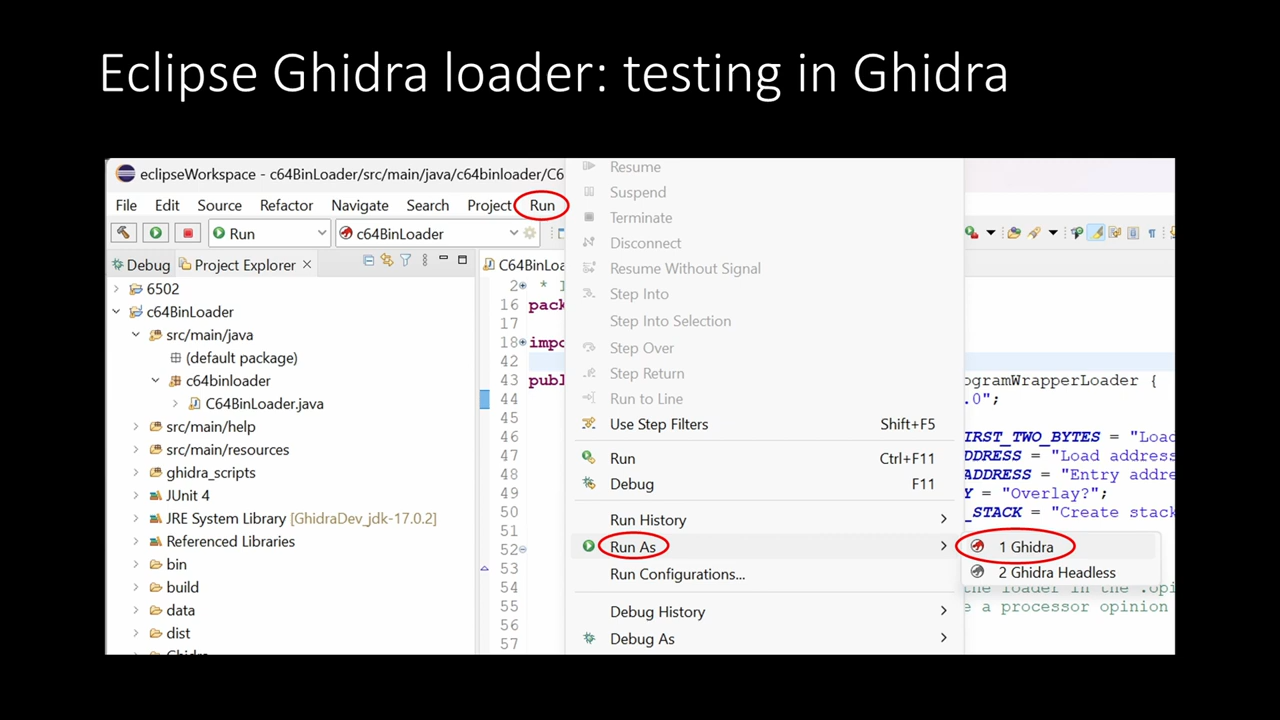 Eclipse Ghidra loader: testing in Ghidra
eclipseWorkspace - c64BinLoader/src/main/java/c64binloader/C6
File Edit Source Refactor Navigate Search Project Run
Run c64BinLoader
Debug Project Explorer
6502
c64BinLoader
src/main/java
(default package)
c64binloader
C64BinLoader.java
src/main/help
src/main/resources
ghidra_scripts
JUnit 4
JRE System Library [GhidraDev_jdk-17.0.2]
Referenced Libraries
bin
build
data
dist
Ghidra
C64BinLoa
2 * I
16 pack
17
18 impo
42
43 publ
44
45
46
47
48
49
50
51
52
53
54
55
56
57
Resume
Suspend
Terminate
Disconnect
Resume Without Signal
Step Into
Step Into Selection
Step Over
Step Return
Run to Line
Use Step Filters Shift+F5
Run Ctrl+F11
Debug F11
Run History
Run As
Run Configurations...
Debug History
Debug As
1 Ghidra
2 Ghidra Headless
ogramWrapperLoader {
.0";
IRST_TWO_BYTES = "Load
DDRESS = "Load address
ADDRESS = "Entry addre
Y = "Overlay?";
_STACK = "Create stack
the loader in the .opi
e a processor opinion